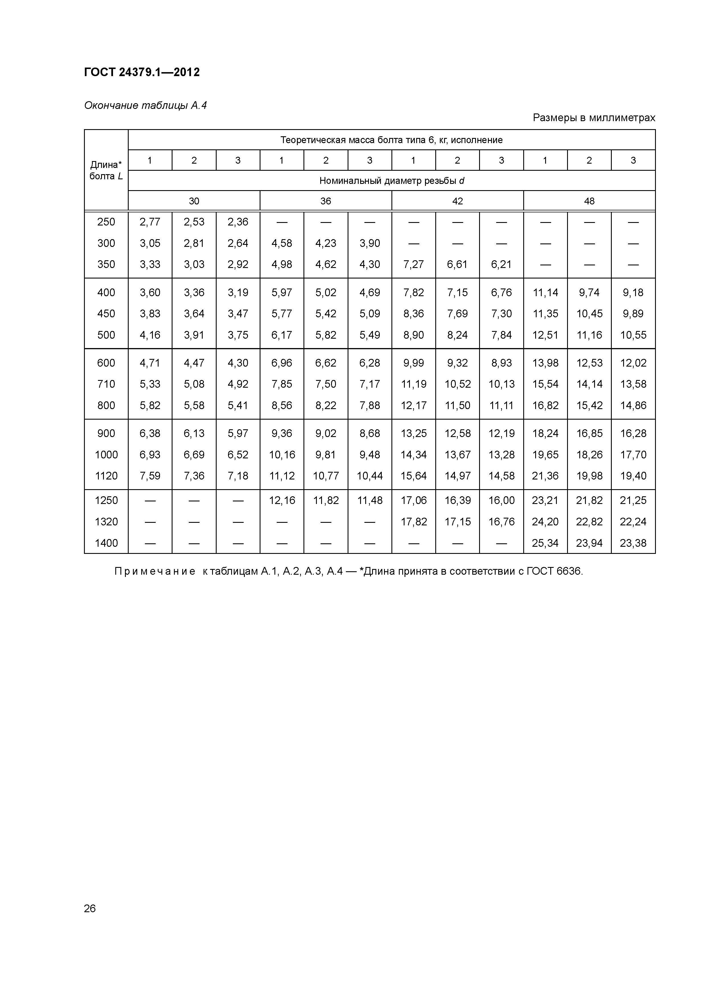 ГОСТ 24379.1—2012
Окончание таблицы А.4
Размеры в миллиметрах
Длина* болта L
Теоретическая масса болта типа 6, кг, исполнение
1 2 3 1 2 3 1 2 3 1 2 3
Номинальный диаметр резьбы d
30 36 42 48
250 2,77 2,53 2,36 — — — — — — — — —
300 3,05 2,81 2,64 4,58 4,23 3,90 — — — — — —
350 3,33 3,03 2,92 4,98 4,62 4,30 7,27 6,61 6,21 — — —
400 3,60 3,36 3,19 5,97 5,02 4,69 7,82 7,15 6,76 11,14 9,74 9,18
450 3,83 3,64 3,47 5,77 5,42 5,09 8,36 7,69 7,30 11,35 10,45 9,89
500 4,16 3,91 3,75 6,17 5,82 5,49 8,90 8,24 7,84 12,51 11,16 10,55
600 4,71 4,47 4,30 6,96 6,62 6,28 9,99 9,32 8,93 13,98 12,53 12,02
710 5,33 5,08 4,92 7,85 7,50 7,17 11,19 10,52 10,13 15,54 14,14 13,58
800 5,82 5,58 5,41 8,56 8,22 7,88 12,17 11,50 11,11 16,82 15,42 14,86
900 6,38 6,13 5,97 9,36 9,02 8,68 13,25 12,58 12,19 18,24 16,85 16,28
1000 6,93 6,69 6,52 10,16 9,81 9,48 14,34 13,67 13,28 19,65 18,26 17,70
1120 7,59 7,36 7,18 11,12 10,77 10,44 15,64 14,97 14,58 21,36 19,98 19,40
1250 — — — 12,16 11,82 11,48 17,06 16,39 16,00 23,21 21,82 21,25
1320 — — — — — — 17,82 17,15 16,76 24,20 22,82 22,24
1400 — — — — — — — — — 25,34 23,94 23,38
Примечание к таблицам А.1, А.2, А.3, А.4 — *Длина принята в соответствии с ГОСТ 6636.
26